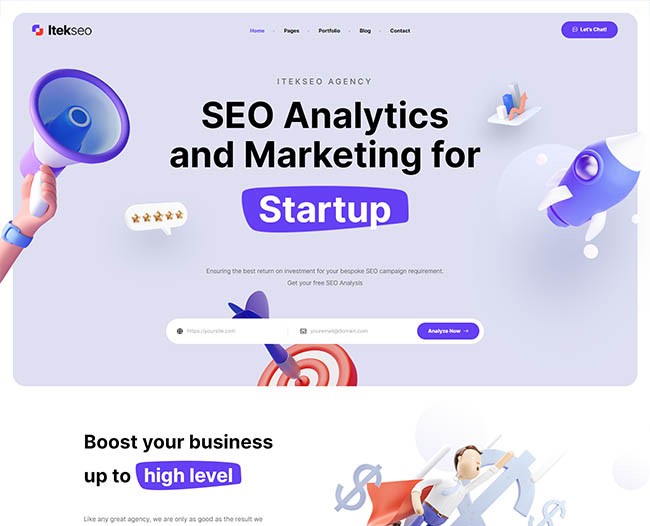 Itekseo
Home Pages Portfolio Blog Contact
Let's Chat!
ITEKSEO AGENCY
SEO Analytics
and Marketing for
Startup
Ensuring the best return on investment for your bespoke SEO campaign requirement.
Get your free SEO Analysis
https://yoursite.com
youremail@domain.com
Analyze Now
Boost your business
up to high level
Like any great agency, we are only as good as the result we